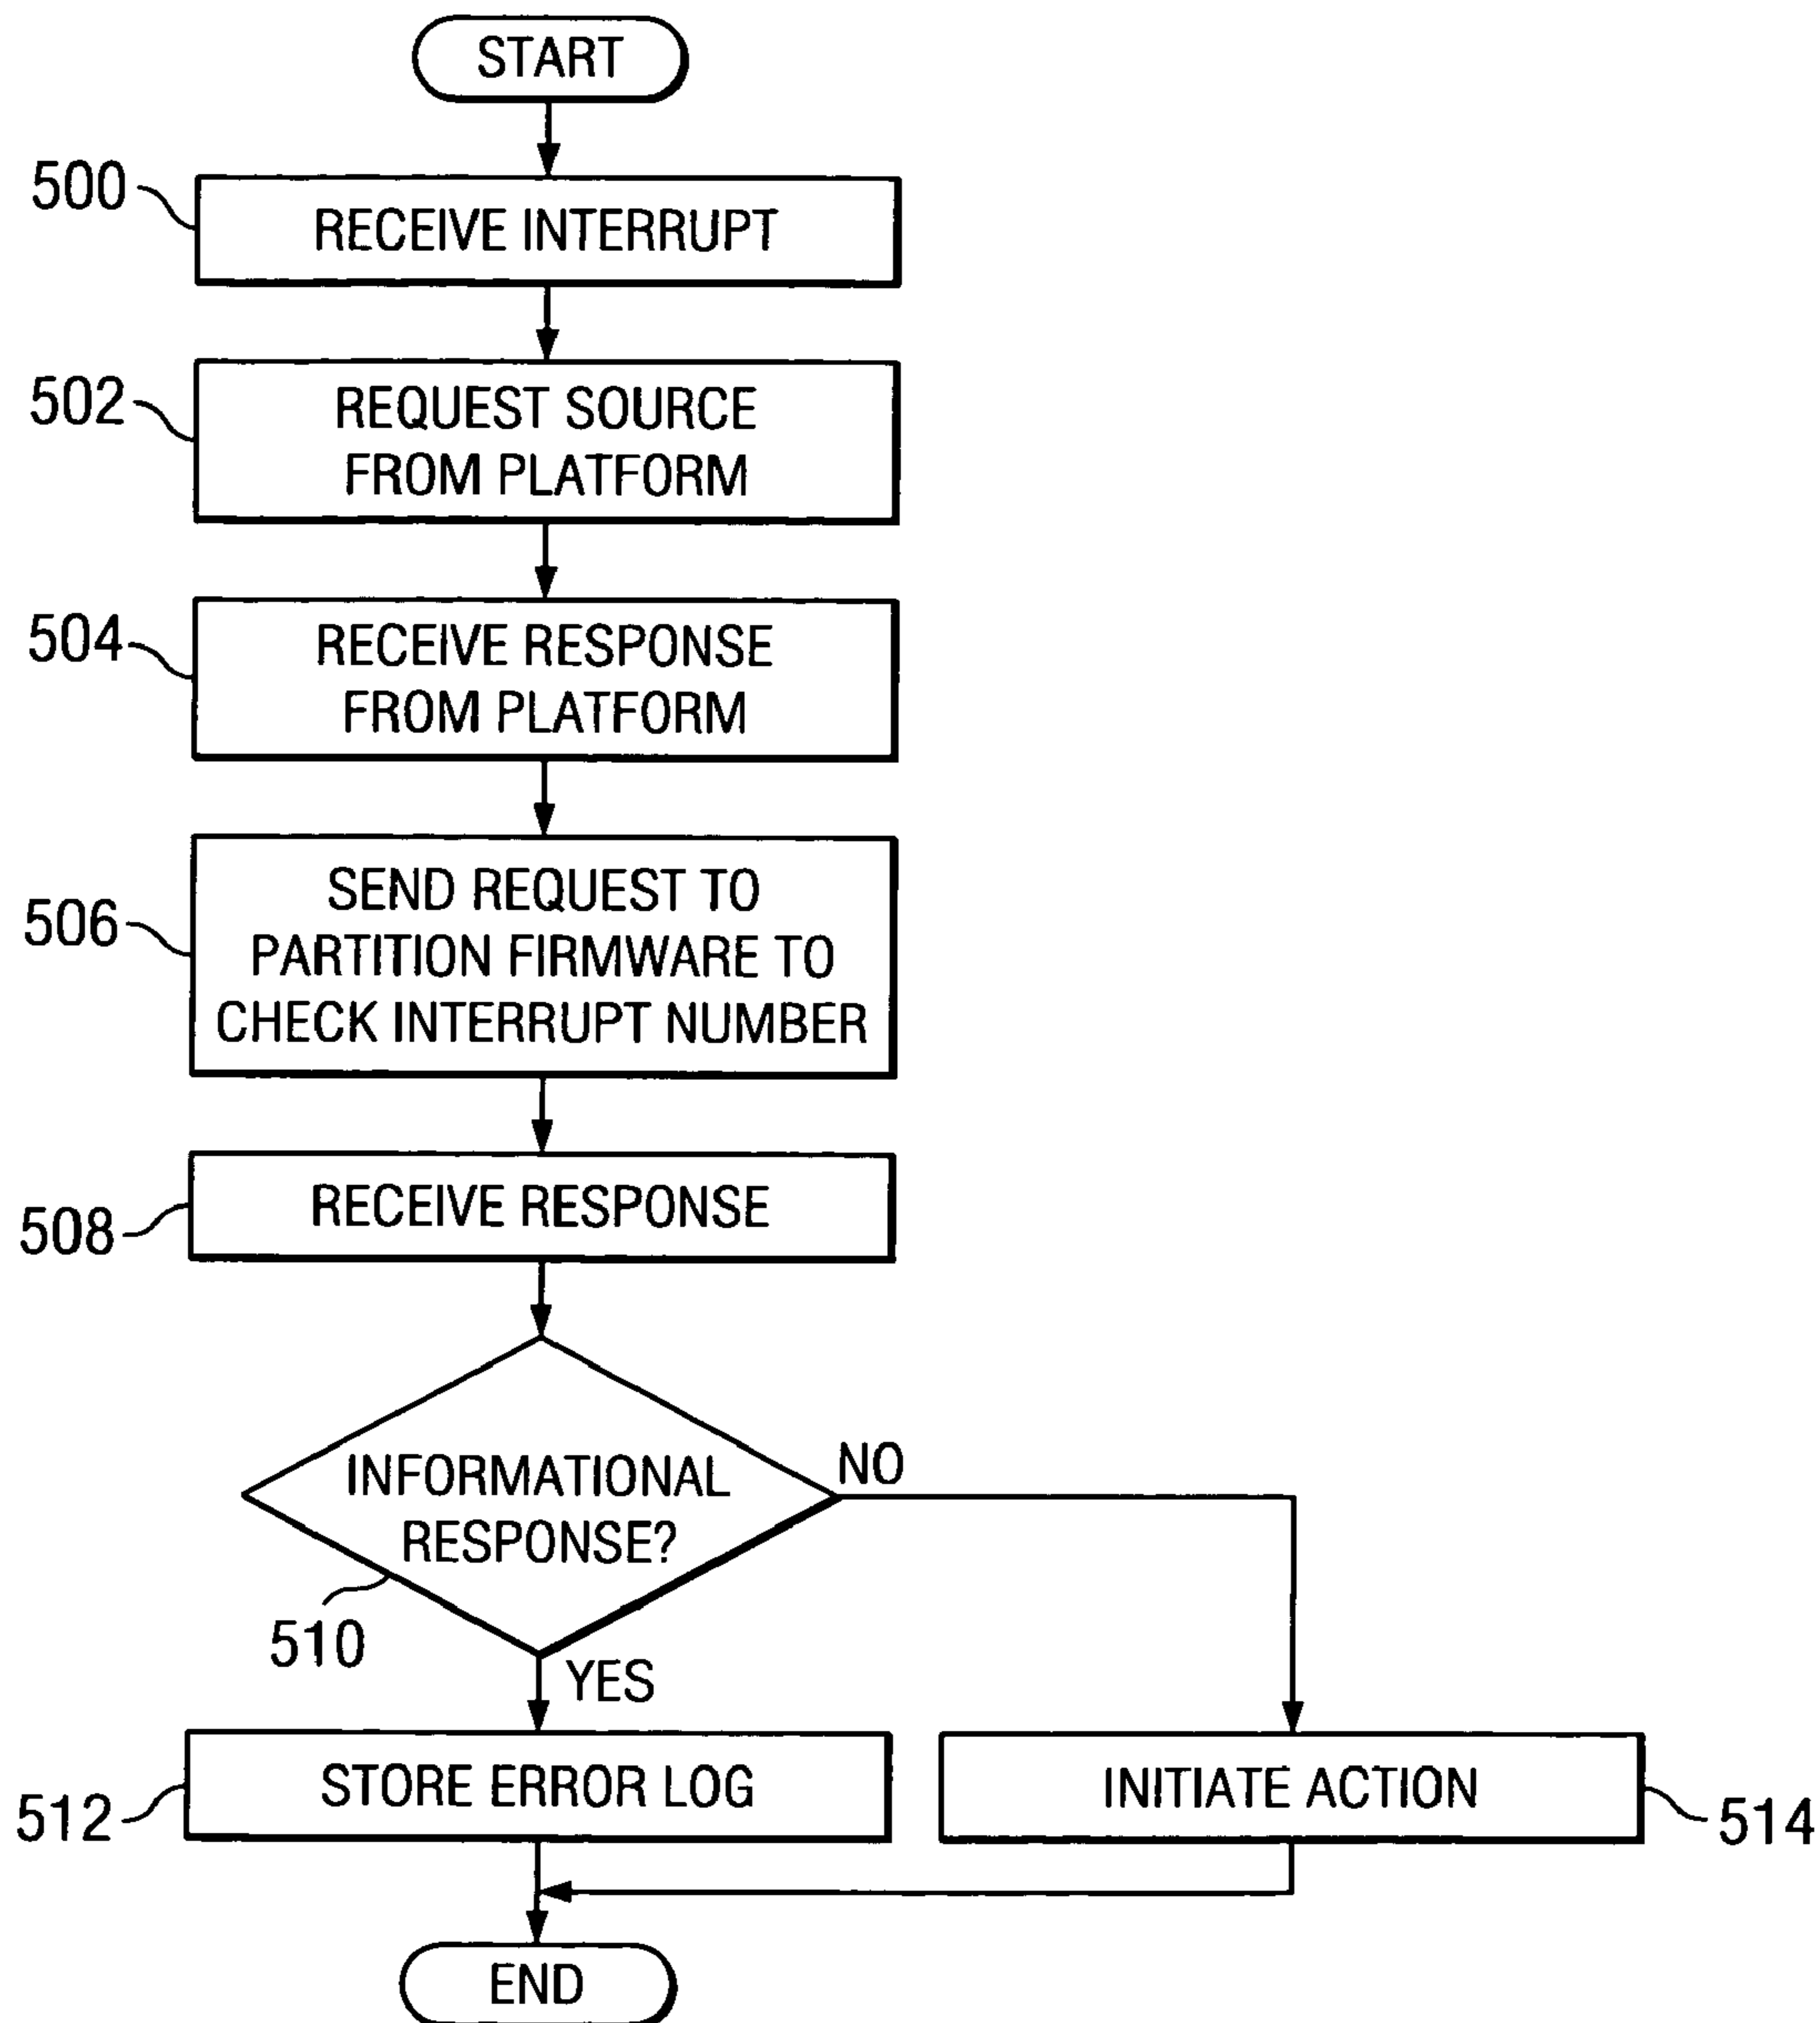 START
500
RECEIVE INTERRUPT
502
REQUEST SOURCE
FROM PLATFORM
504
RECEIVE RESPONSE
FROM PLATFORM
506
SEND REQUEST TO
PARTITION FIRMWARE TO
CHECK INTERRUPT NUMBER
508
RECEIVE RESPONSE
INFORMATIONAL
RESPONSE?
NO
510
YES
512
STORE ERROR LOG
INITIATE ACTION
514
END